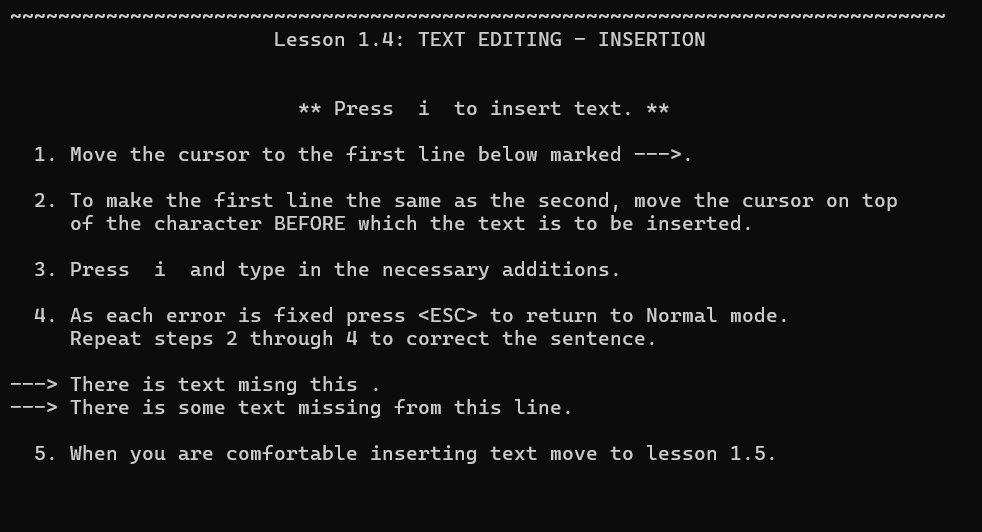 ~~~~~~~~~~~~~~~~~~~~~~~~~~~~~~~~~~~~~~~~~~~~~~~~~~~~~~~~~~~~~~~~~~~~~~~~~~~~~~
Lesson 1.4: TEXT EDITING - INSERTION
** Press  i  to insert text. **
1. Move the cursor to the first line below marked --->.
2. To make the first line the same as the second, move the cursor on top
of the character BEFORE which the text is to be inserted.
3. Press  i  and type in the necessary additions.
4. As each error is fixed press <ESC> to return to Normal mode.
Repeat steps 2 through 4 to correct the sentence.
---> There is text misng this .
---> There is some text missing from this line.
5. When you are comfortable inserting text move to lesson 1.5.